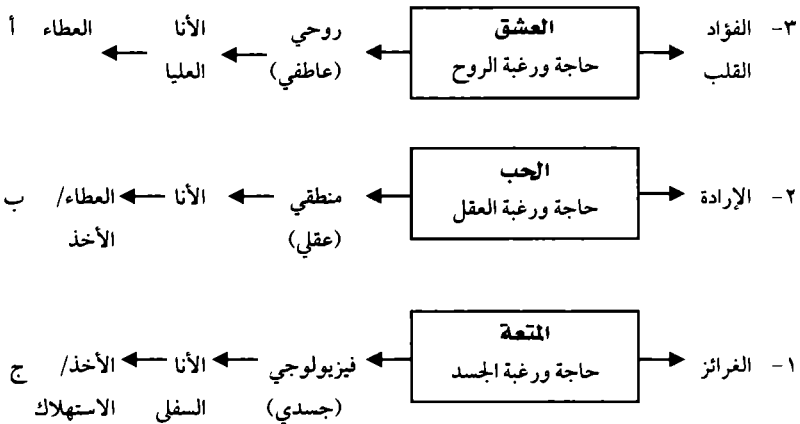 ٣- الفؤاد العشق روحي الأنا العطاء أ
القلب حاجة ورغبة الروح (عاطفي) العليا
٢- الإرادة الحب منطقي الأنا العطاء/ ب
حاجة ورغبة العقل (عقلي) الأخذ
١- الغرائز المتعة فيزيولوجي الأنا الأخذ/ ج
حاجة ورغبة الجسد (جسدي) السفلى الاستهلاك